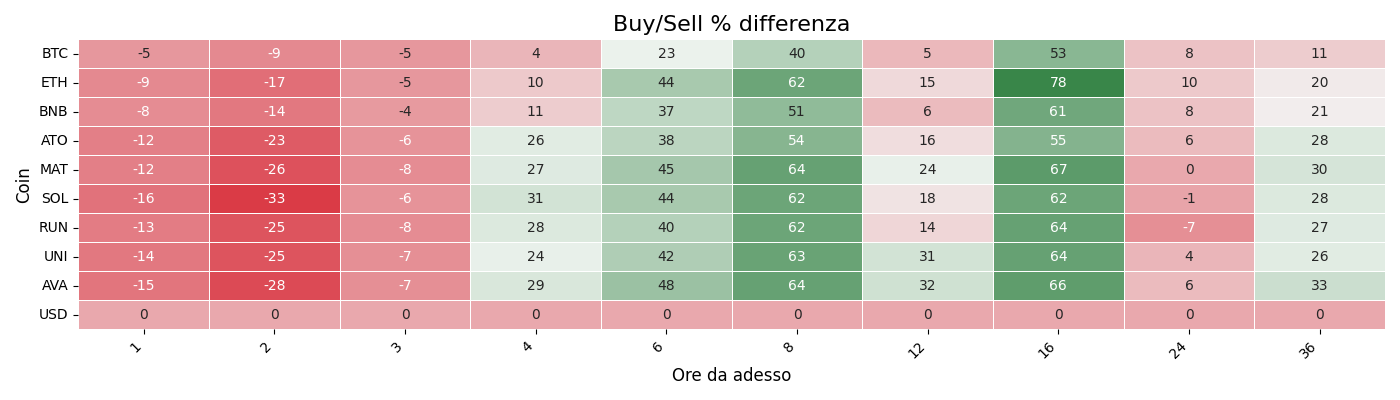 Buy/Sell % differenza
Coin
BTC -5 -9 -5 4 23 40 5 53 8 11
ETH -9 -17 -5 10 44 62 15 78 10 20
BNB -8 -14 -4 11 37 51 6 61 8 21
ATO -12 -23 -6 26 38 54 16 55 6 28
MAT -12 -26 -8 27 45 64 24 67 0 30
SOL -16 -33 -6 31 44 62 18 62 -1 28
RUN -13 -25 -8 28 40 62 14 64 -7 27
UNI -14 -25 -7 24 42 63 31 64 4 26
AVA -15 -28 -7 29 48 64 32 66 6 33
USD 0 0 0 0 0 0 0 0 0 0
1 2 3 4 6 8 12 16 24 36
Ore da adesso